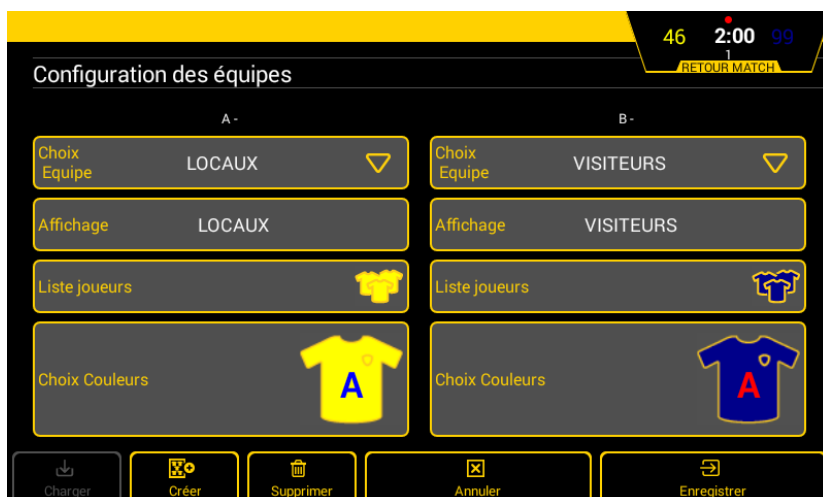 46 2:00 99
1
RETOUR MATCH
Configuration des équipes
A -
B -
Choix
Equipe
LOCAUX
Choix
Equipe
VISITEURS
Affichage
LOCAUX
Affichage
VISITEURS
Liste joueurs
Liste joueurs
Choix Couleurs
A
Choix Couleurs
A
Charger
Créer
Supprimer
Annuler
Enregistrer